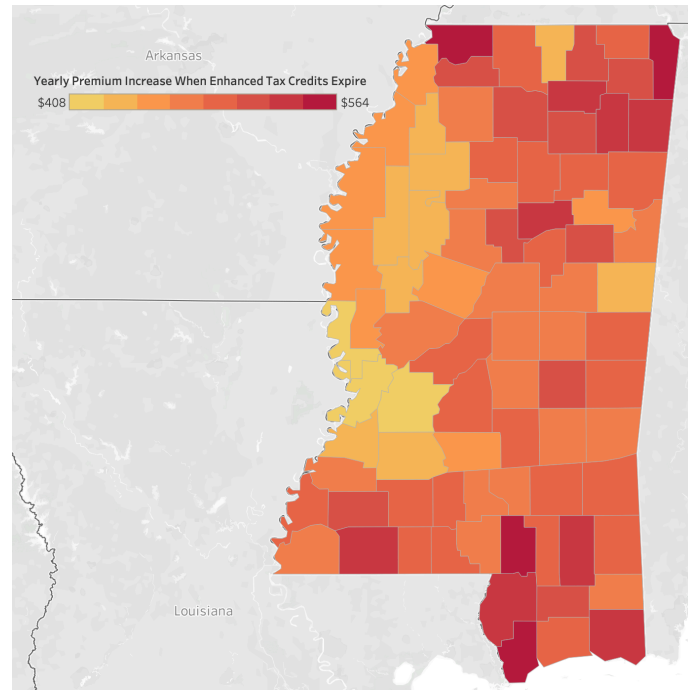 Arkansas
Yearly Premium Increase When Enhanced Tax Credits Expire
$408 $564
Louisiana